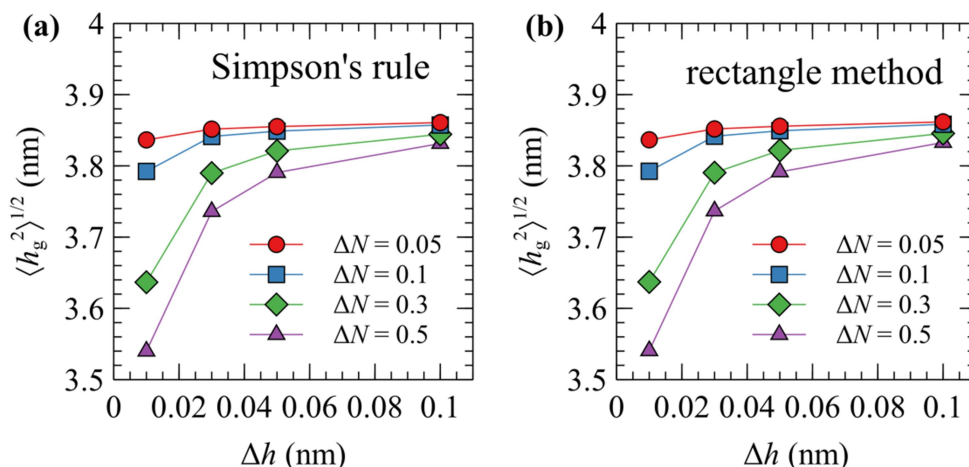 (a)
Simpson's rule
4
3.9
3.8
3.7
3.6
3.5
⟨h_g²⟩^1/2 (nm)
ΔN = 0.05
ΔN = 0.1
ΔN = 0.3
ΔN = 0.5
0 0.02 0.04 0.06 0.08 0.1
Δh (nm)
(b)
rectangle method
4
3.9
3.8
3.7
3.6
3.5
⟨h_g²⟩^1/2 (nm)
ΔN = 0.05
ΔN = 0.1
ΔN = 0.3
ΔN = 0.5
0 0.02 0.04 0.06 0.08 0.1
Δh (nm)